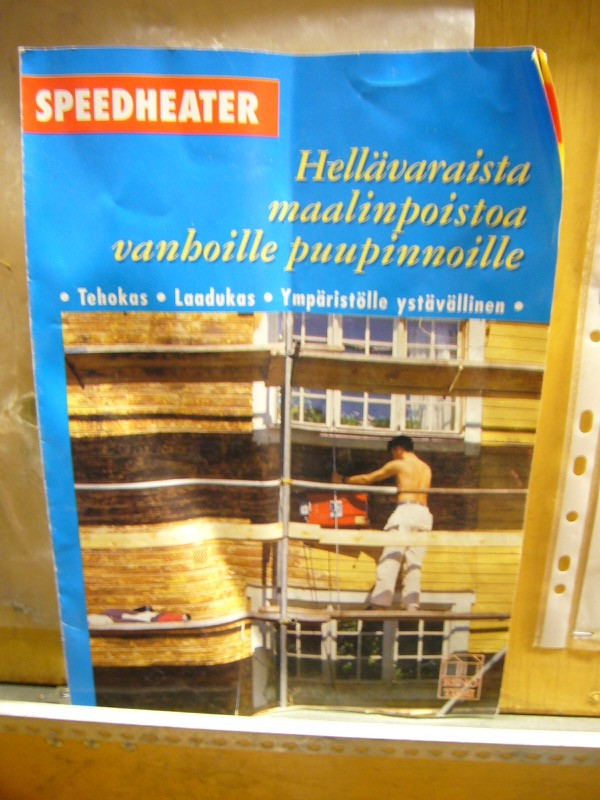 SPEEDHEATER
Hellävaraista
maalinpoistoa
vanhoille puupinnoille
• Tehokas • Laadukas • Ympäristölle ystävällinen •